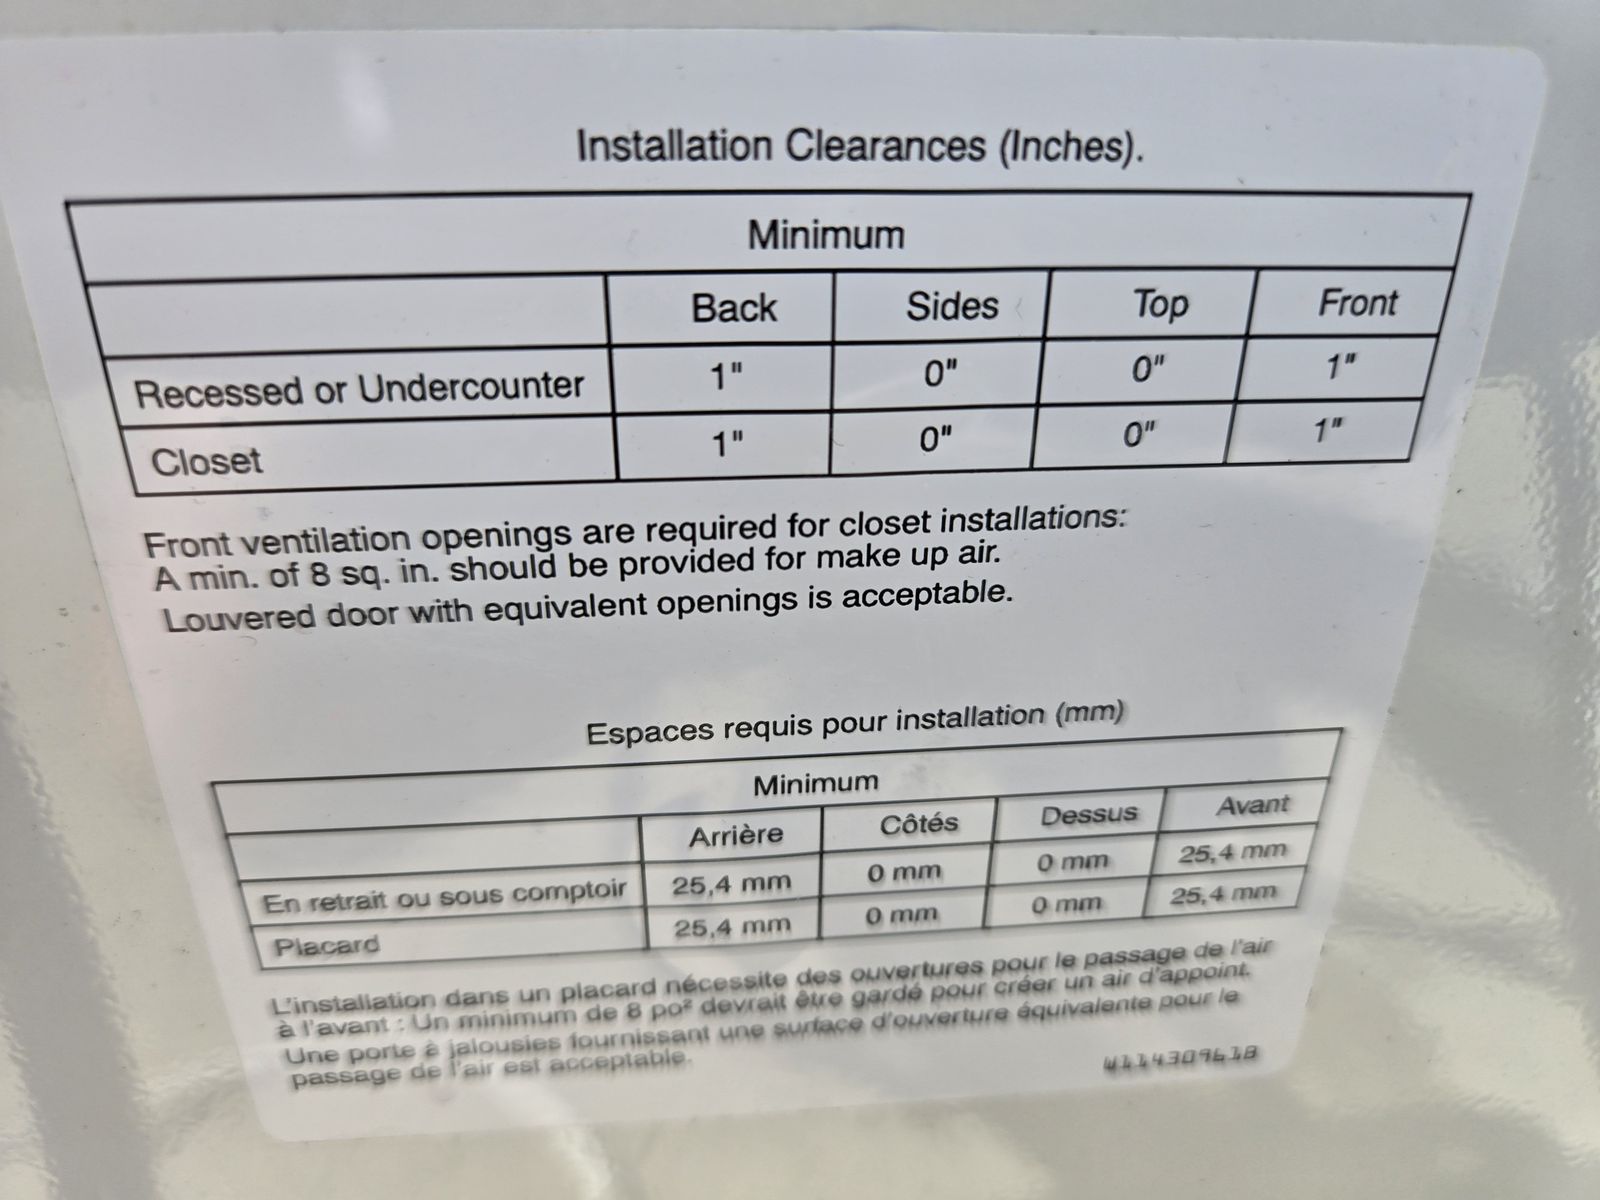 Installation Clearances (Inches).
Minimum
Back Sides Top Front
Recessed or Undercounter 1" 0" 0" 1"
Closet 1" 0" 0" 1"
Front ventilation openings are required for closet installations:
A min. of 8 sq. in. should be provided for make up air.
Louvered door with equivalent openings is acceptable.
Espaces requis pour installation (mm)
Minimum
Arrière Côtés Dessus Avant
En retrait ou sous comptoir 25,4 mm 0 mm 0 mm 25,4 mm
Placard 25,4 mm 0 mm 0 mm 25,4 mm
L'installation dans un placard nécessite des ouvertures pour le passage de l'air
à l'avant : Un minimum de 8 po² devrait être gardé pour créer un air d'appoint.
Une porte à jalousies fournissant une surface d'ouverture équivalente pour le
passage de l'air est acceptable.
W11430961B